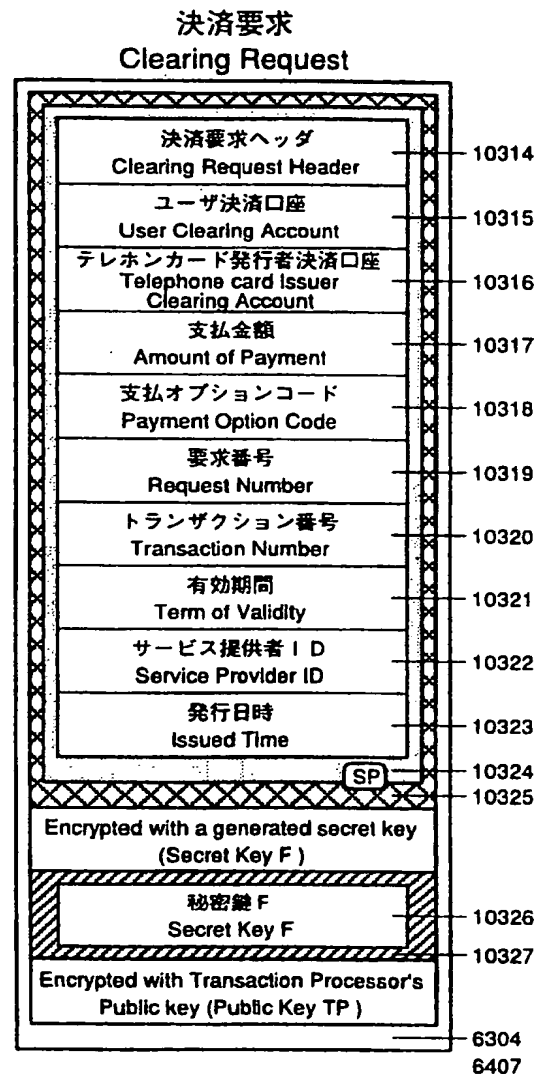 決済要求
Clearing Request
決済要求ヘッダ
Clearing Request Header
10314
ユーザ決済口座
User Clearing Account
10315
テレホンカード発行者決済口座
Telephone card Issuer
Clearing Account
10316
支払金額
Amount of Payment
10317
支払オプションコード
Payment Option Code
10318
要求番号
Request Number
10319
トランザクション番号
Transaction Number
10320
有効期間
Term of Validity
10321
サービス提供者ID
Service Provider ID
10322
発行日時
Issued Time
10323
SP
10324
10325
Encrypted with a generated secret key
(Secret Key F )
秘密鍵F
Secret Key F
10326
10327
Encrypted with Transaction Processor's
Public key (Public Key TP )
6304
6407